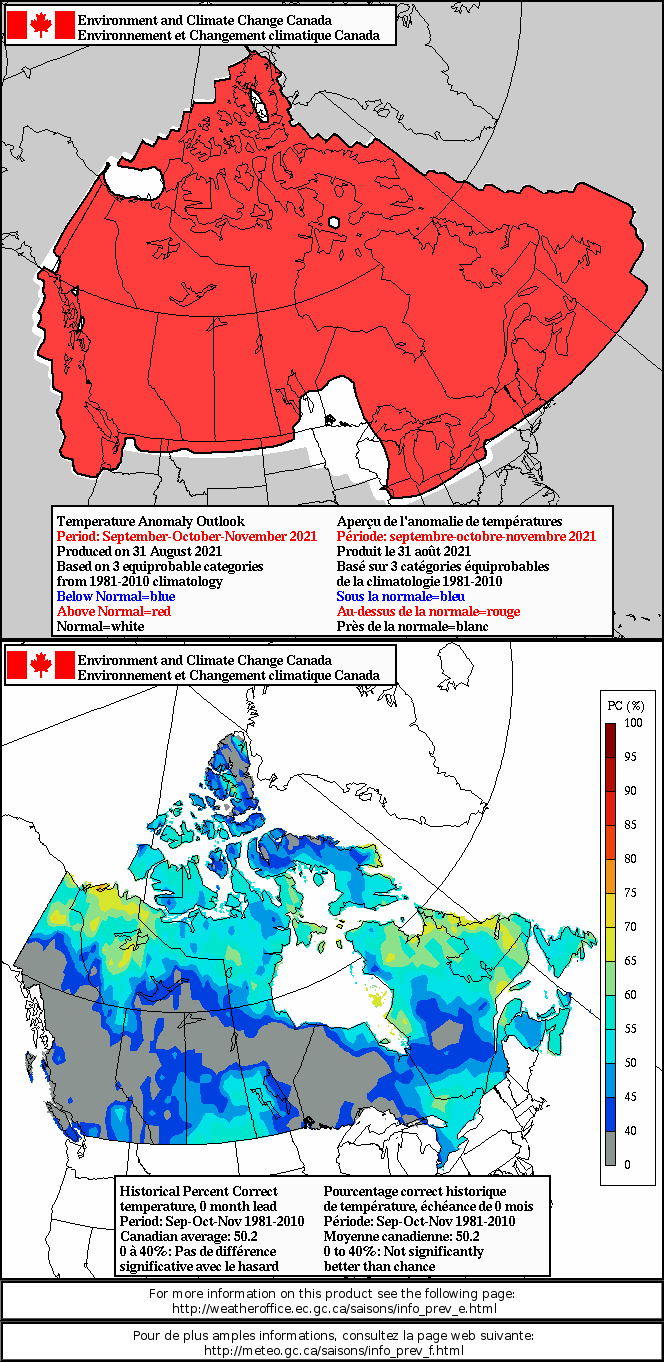 Environment and Climate Change Canada
Environnement et Changement climatique Canada
Temperature Anomaly Outlook
Period: September-October-November 2021
Produced on 31 August 2021
Based on 3 equiprobable categories
from 1981-2010 climatology
Below Normal=blue
Above Normal=red
Normal=white
Aperçu de l'anomalie de températures
Période: septembre-octobre-novembre 2021
Produit le 31 août 2021
Basé sur 3 catégories équiprobables
de la climatologie 1981-2010
Sous la normale=bleu
Au-dessus de la normale=rouge
Près de la normale=blanc
Environment and Climate Change Canada
Environnement et Changement climatique Canada
PC (%)
100
95
90
85
80
75
70
65
60
55
50
45
40
0
Historical Percent Correct
temperature, 0 month lead
Period: Sep-Oct-Nov 1981-2010
Canadian average: 50.2
0 à 40%: Pas de différence
significative avec le hasard
Pourcentage correct historique
de température, échéance de 0 mois
Période: Sep-Oct-Nov 1981-2010
Moyenne canadienne: 50.2
0 to 40%: Not significantly
better than chance
For more information on this product see the following page:
http://weatheroffice.ec.gc.ca/saisons/info_prev_e.html
Pour de plus amples informations, consultez la page web suivante:
http://meteo.gc.ca/saisons/info_prev_f.html